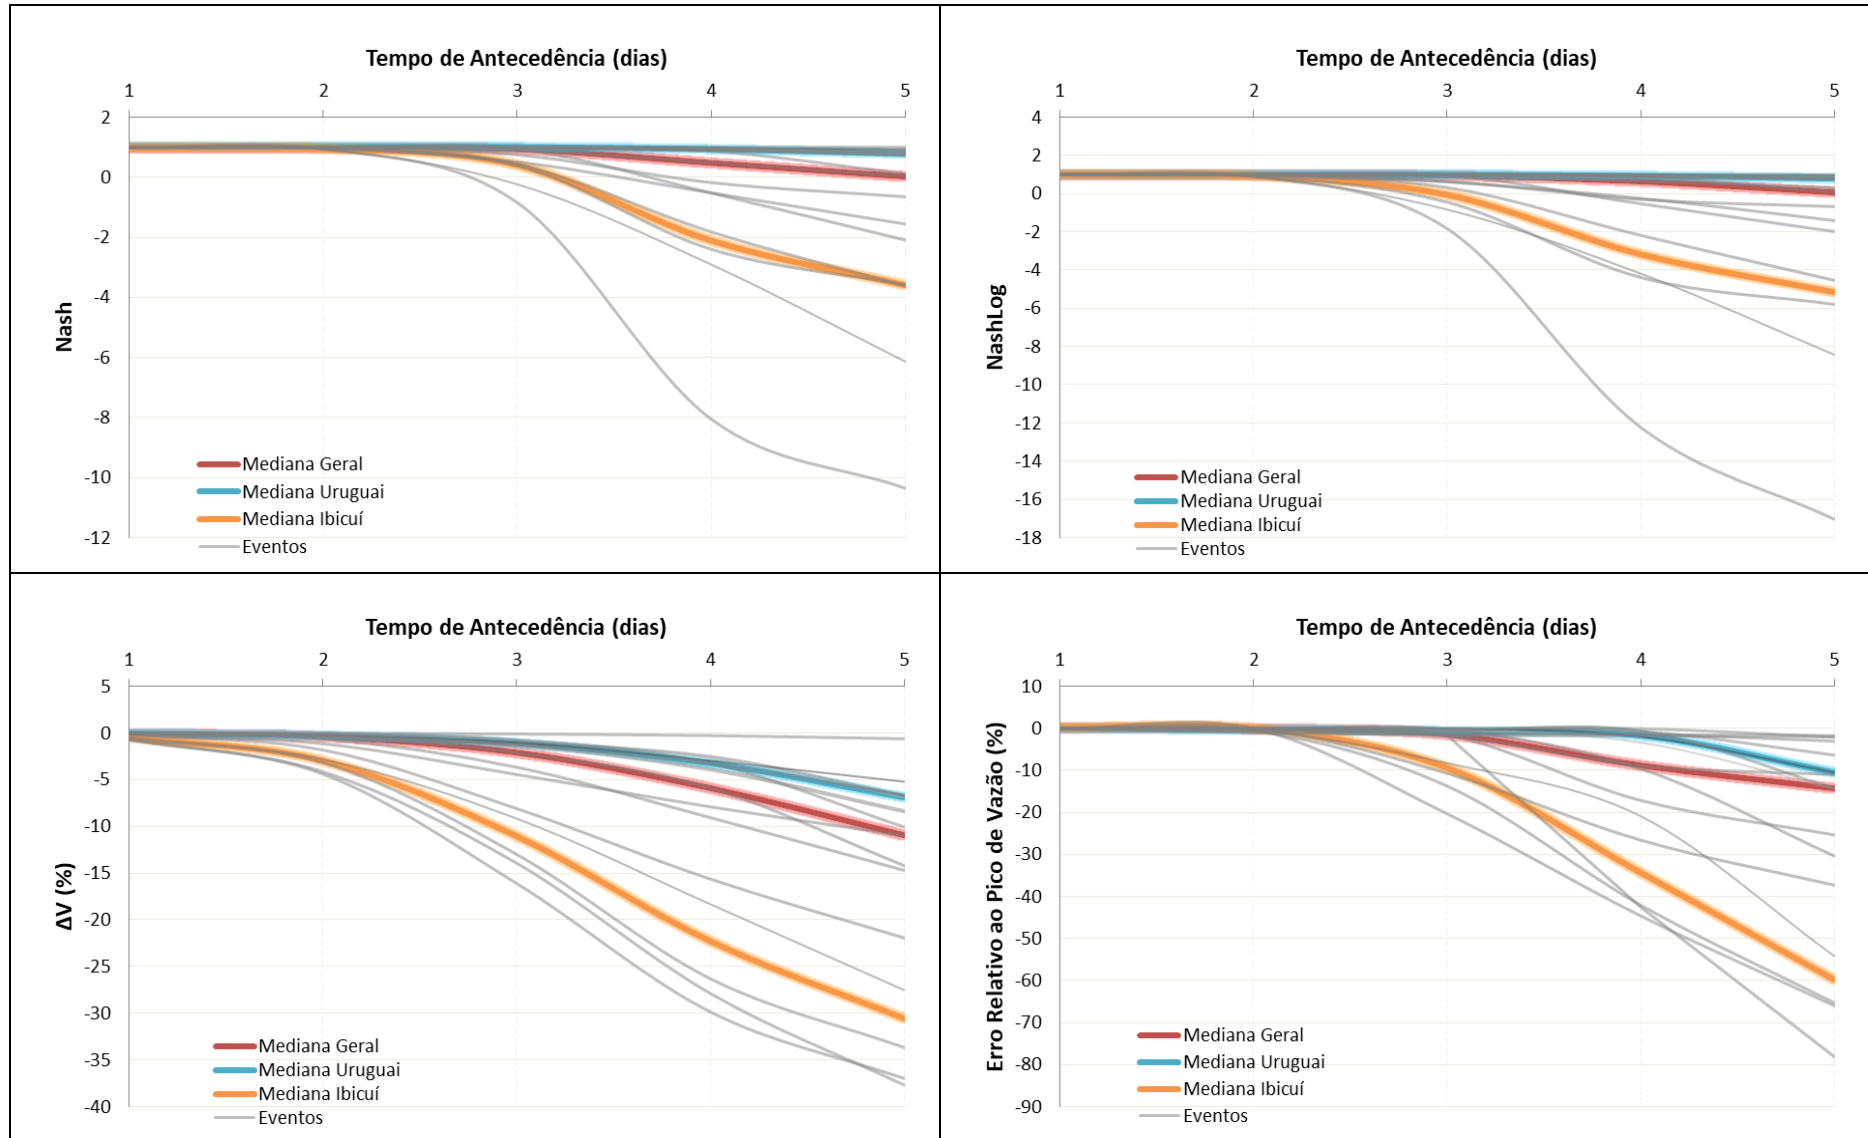 Tempo de Antecedência (dias)
1 2 3 4 5
2
0
-2
-4
-6
-8
-10
-12
Nash
Mediana Geral
Mediana Uruguai
Mediana Ibicuí
Eventos
Tempo de Antecedência (dias)
1 2 3 4 5
4
2
0
-2
-4
-6
-8
-10
-12
-14
-16
-18
NashLog
Mediana Geral
Mediana Uruguai
Mediana Ibicuí
Eventos
Tempo de Antecedência (dias)
1 2 3 4 5
5
0
-5
-10
-15
-20
-25
-30
-35
-40
ΔV (%)
Mediana Geral
Mediana Uruguai
Mediana Ibicuí
Eventos
Tempo de Antecedência (dias)
1 2 3 4 5
10
0
-10
-20
-30
-40
-50
-60
-70
-80
-90
Erro Relativo ao Pico de Vazão (%)
Mediana Geral
Mediana Uruguai
Mediana Ibicuí
Eventos